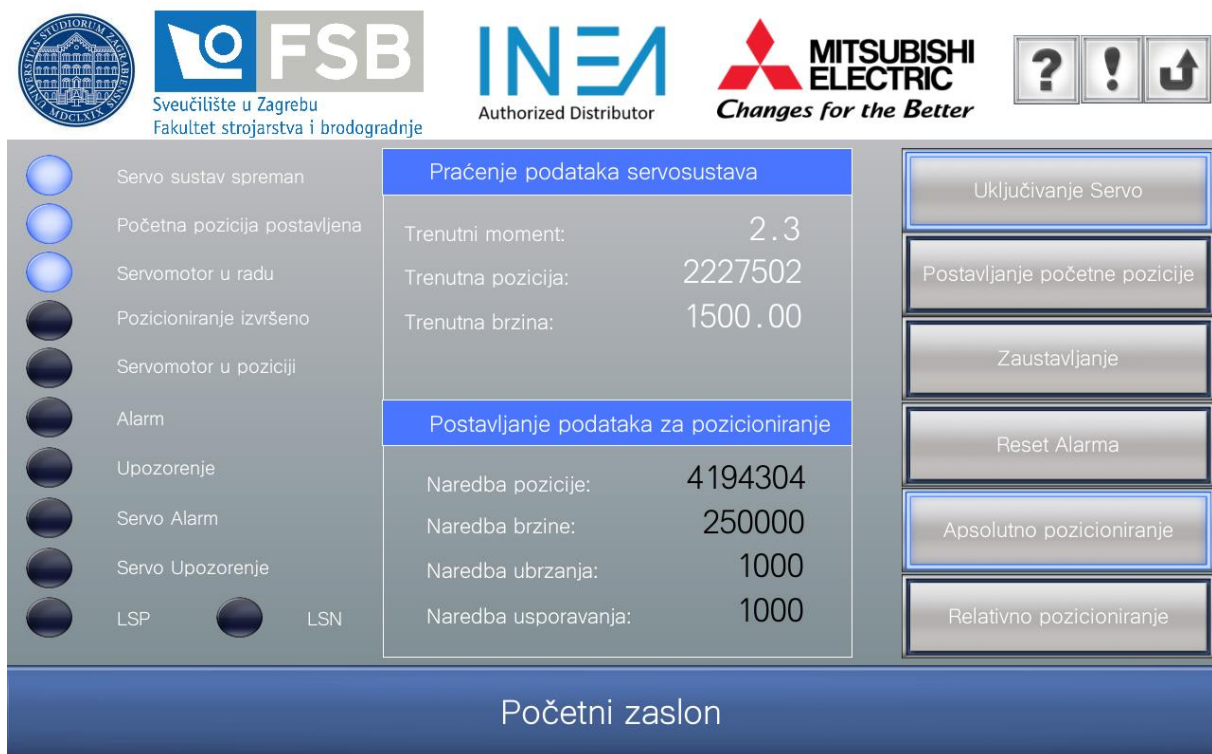 STUDIORUM ZAGRABIENSIS UNIVERSITAS MDCLXIX
FSB
Sveučilište u Zagrebu
Fakultet strojarstva i brodogradnje
INEA
Authorized Distributor
MITSUBISHI
ELECTRIC
Changes for the Better
? !
Servo sustav spreman
Početna pozicija postavljena
Servomotor u radu
Pozicioniranje izvršeno
Servomotor u poziciji
Alarm
Upozorenje
Servo Alarm
Servo Upozorenje
LSP LSN
Praćenje podataka servosustava
Trenutni moment: 2.3
Trenutna pozicija: 2227502
Trenutna brzina: 1500.00
Postavljanje podataka za pozicioniranje
Naredba pozicije: 4194304
Naredba brzine: 250000
Naredba ubrzanja: 1000
Naredba usporavanja: 1000
Uključivanje Servo
Postavljanje početne pozicije
Zaustavljanje
Reset Alarma
Apsolutno pozicioniranje
Relativno pozicioniranje
Početni zaslon